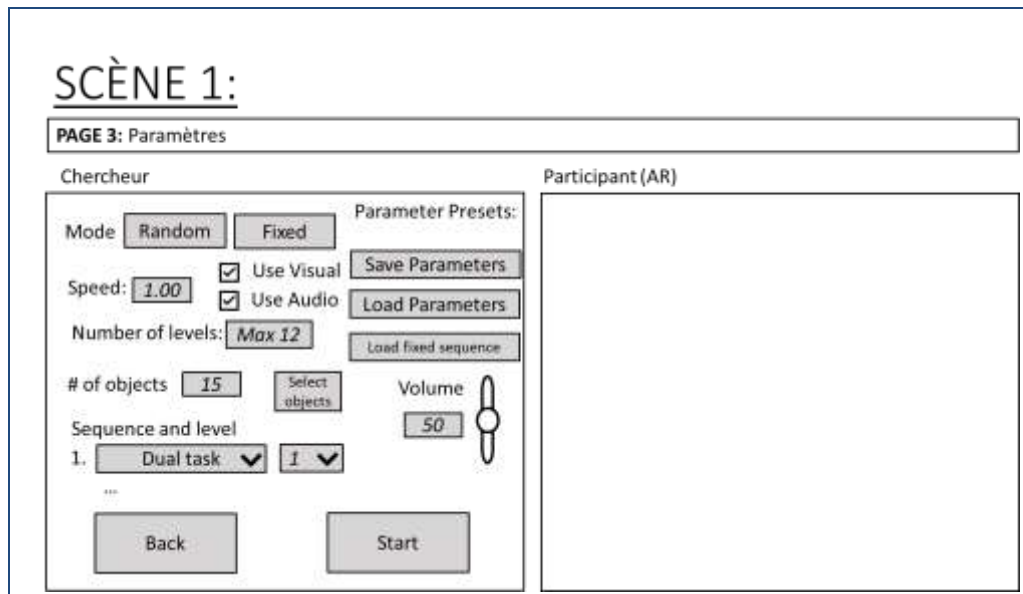 SCÈNE 1:
PAGE 3: Paramètres
Chercheur
Participant (AR)
Mode Random Fixed
Parameter Presets:
Speed: 1.00
Use Visual
Use Audio
Save Parameters
Load Parameters
Load fixed sequence
Number of levels: Max 12
# of objects 15
Select
objects
Volume
50
Sequence and level
1. Dual task 1
...
Back
Start